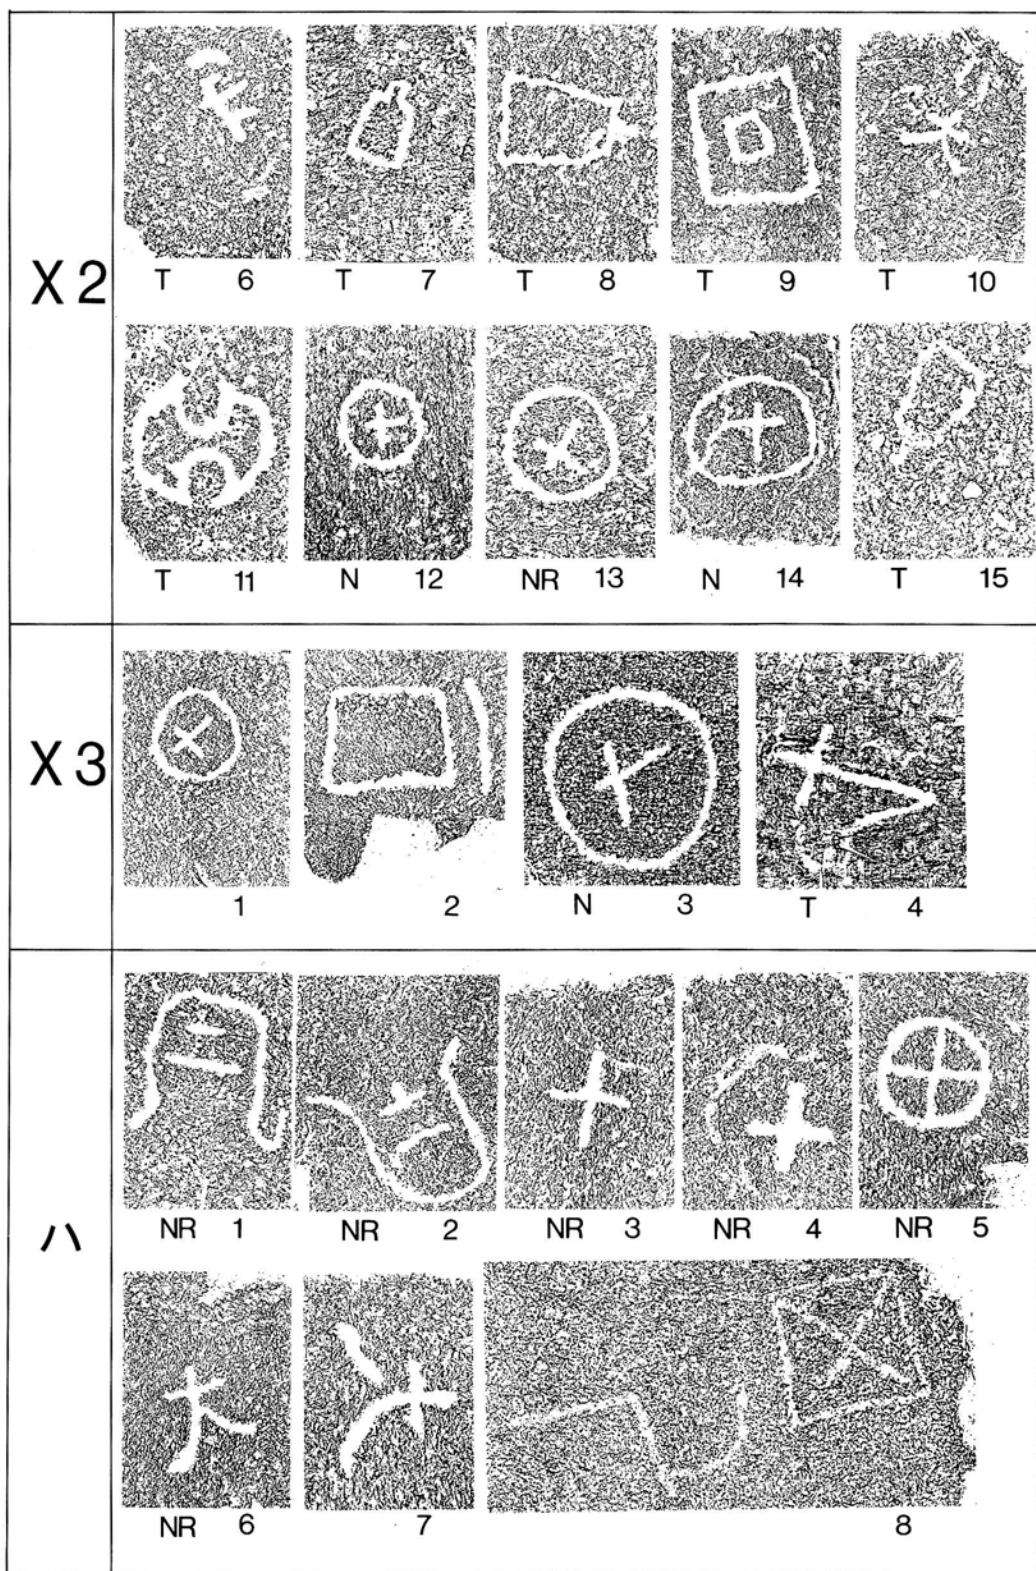 X2
T 6 T 7 T 8 T 9 T 10
T 11 N 12 NR 13 N 14 T 15
X3
1 2 N 3 T 4
ハ
NR 1 NR 2 NR 3 NR 4 NR 5
NR 6 7 8